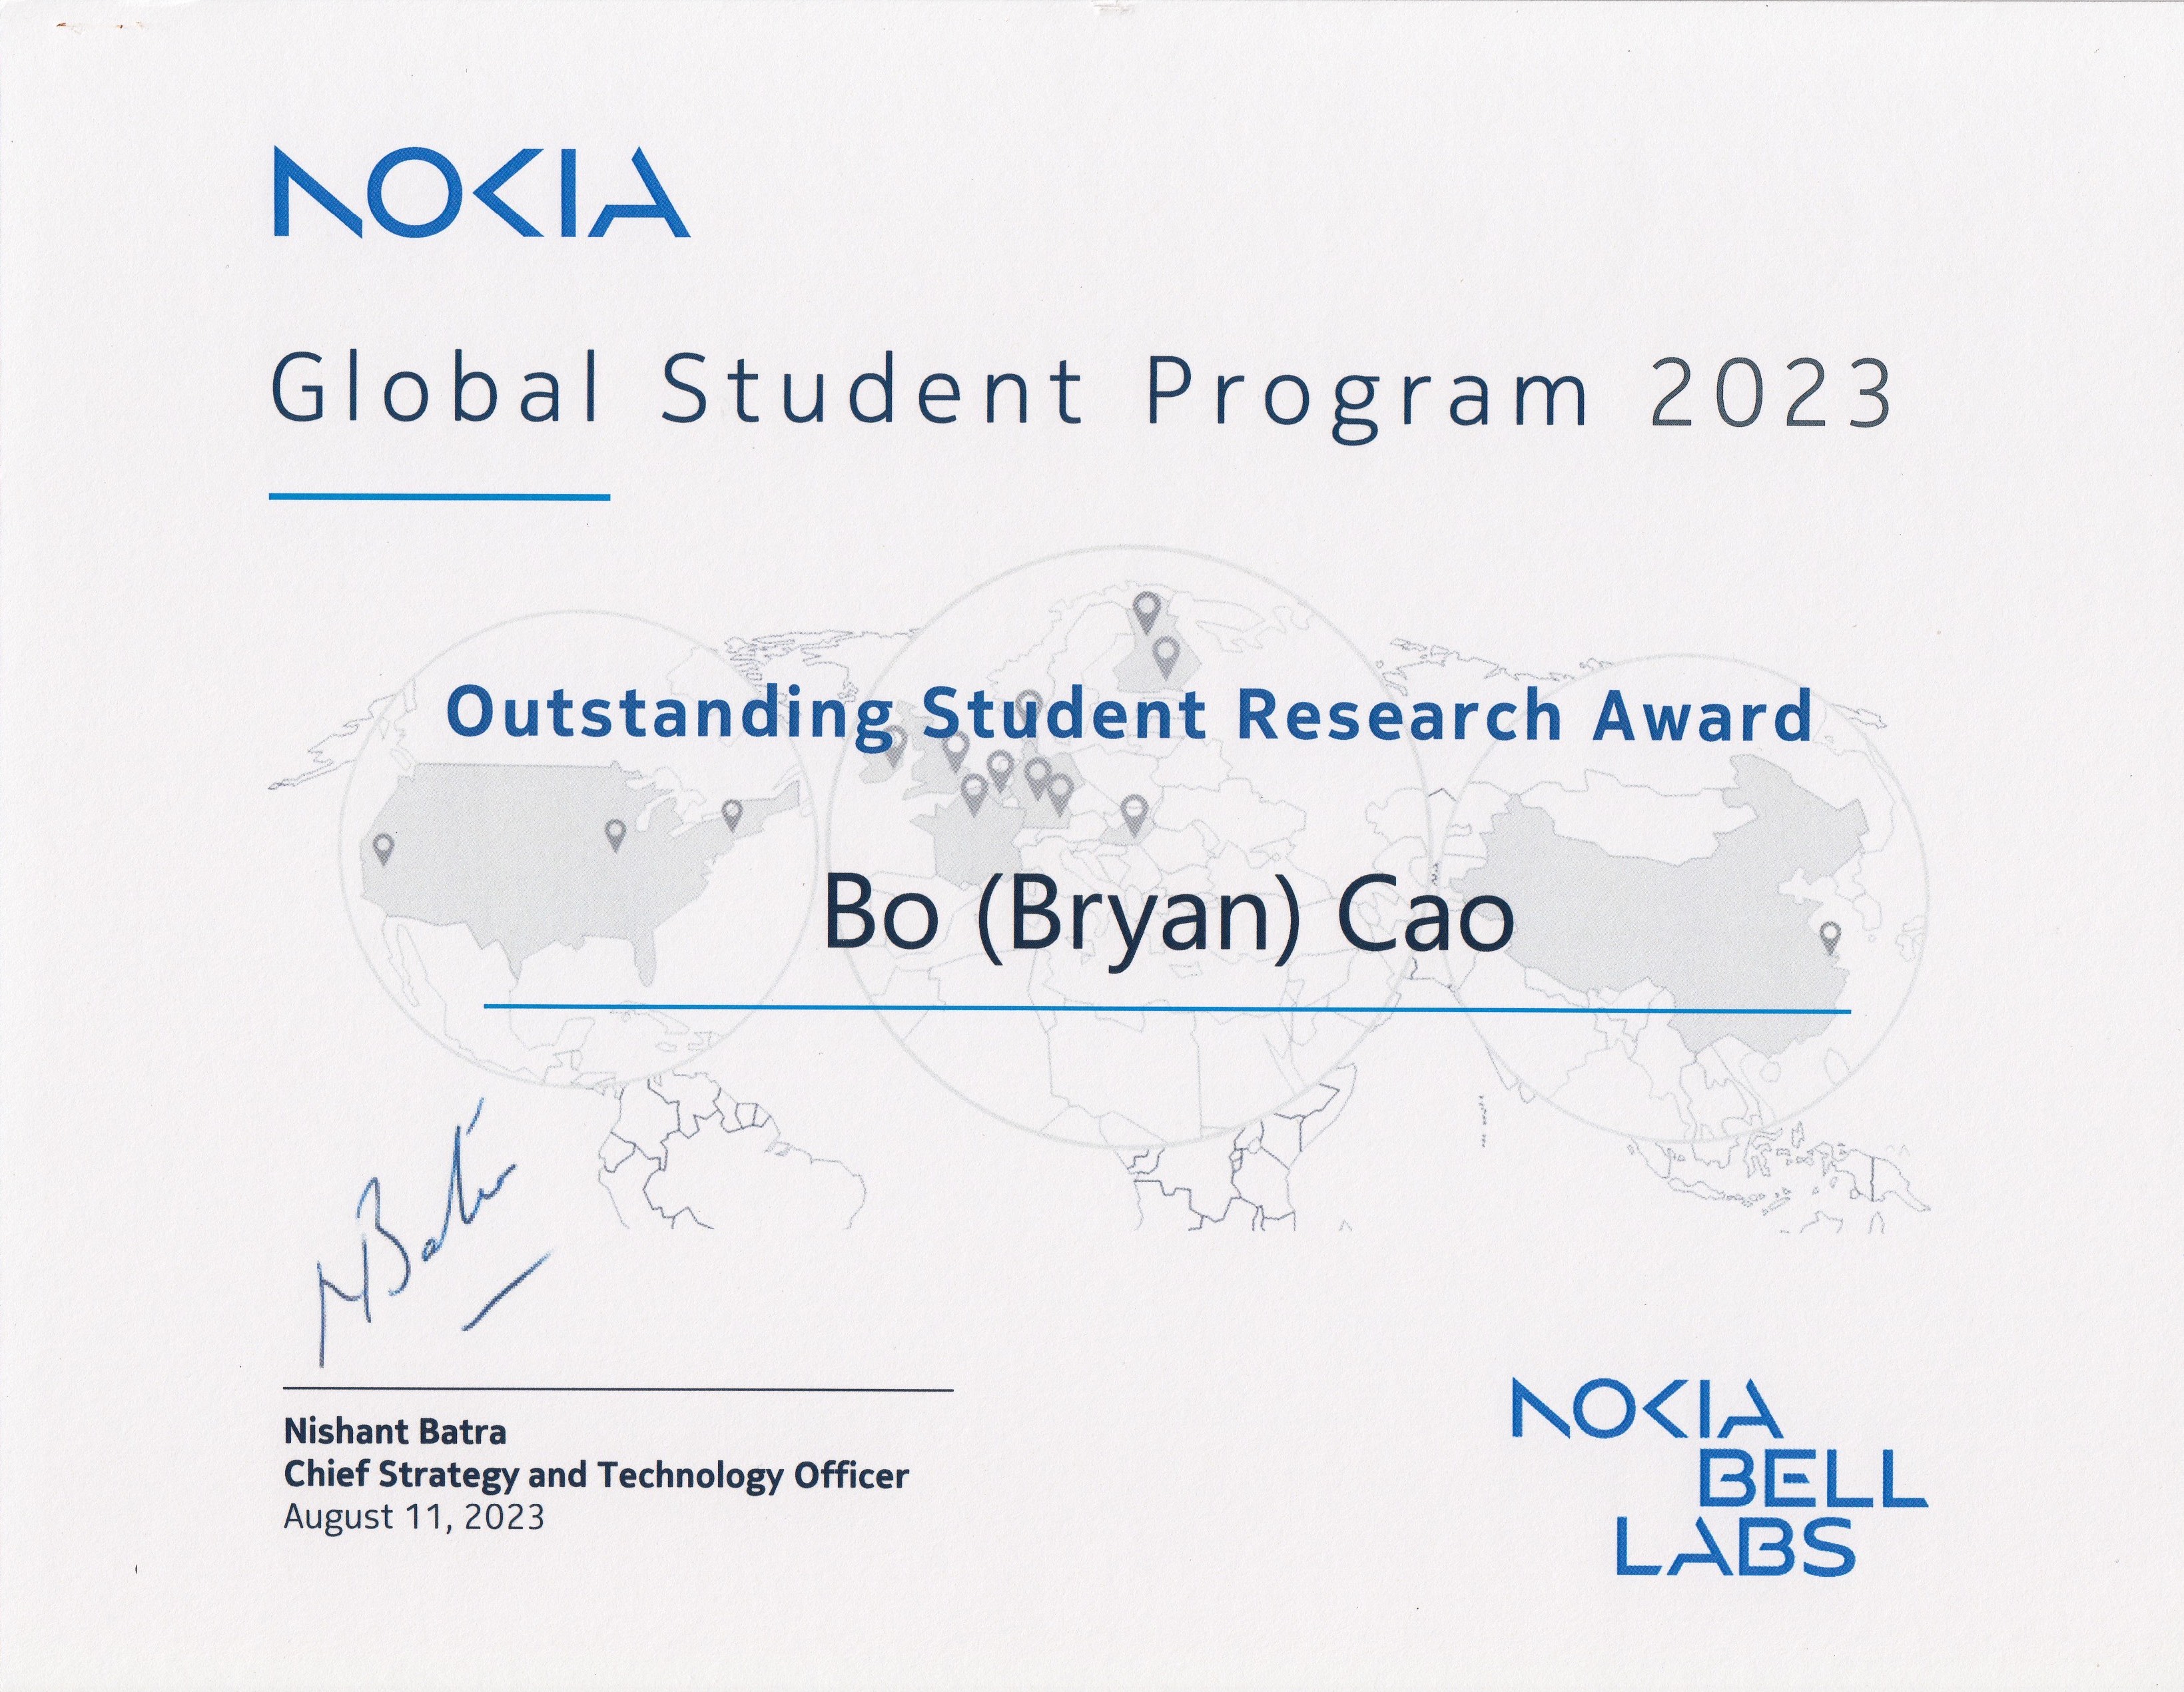 NOKIA
Global Student Program 2023
Outstanding Student Research Award
Bo (Bryan) Cao
NBatra
Nishant Batra
Chief Strategy and Technology Officer
August 11, 2023
NOKIA
BELL
LABS